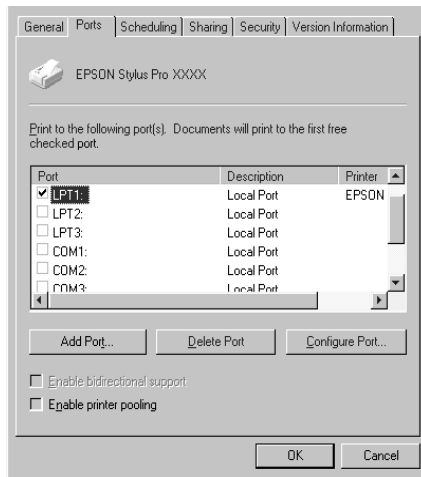 General Ports Scheduling Sharing Security Version Information
EPSON Stylus Pro XXXX
Print to the following port(s). Documents will print to the first free
checked port.
Port Description Printer
LPT1: Local Port EPSON
LPT2: Local Port
LPT3: Local Port
COM1: Local Port
COM2: Local Port
COM3: Local Port
Add Port... Delete Port Configure Port...
Enable bidirectional support
Enable printer pooling
OK Cancel